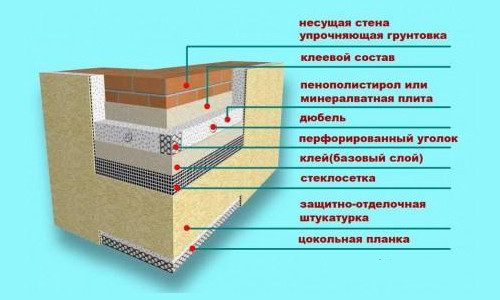 несущая стена
упрочняющая грунтовка
клеевой состав
пенополистирол или
минералватная плита
дюбель
перфорированный уголок
клей(базовый слой)
стеклосетка
защитно-отделочная
штукатурка
цокольная планка